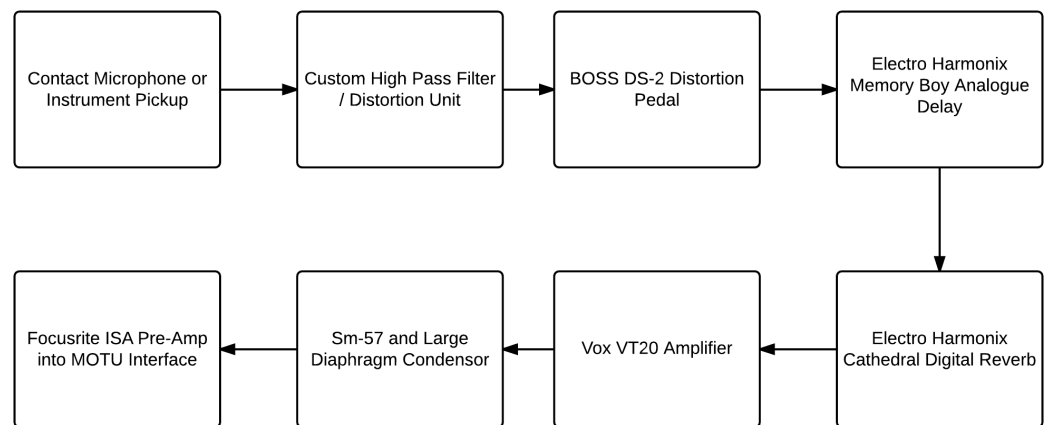 Contact Microphone or
Instrument Pickup
Custom High Pass Filter
/ Distortion Unit
BOSS DS-2 Distortion
Pedal
Electro Harmonix
Memory Boy Analogue
Delay
Focusrite ISA Pre-Amp
into MOTU Interface
Sm-57 and Large
Diaphragm Condensor
Vox VT20 Amplifier
Electro Harmonix
Cathedral Digital Reverb